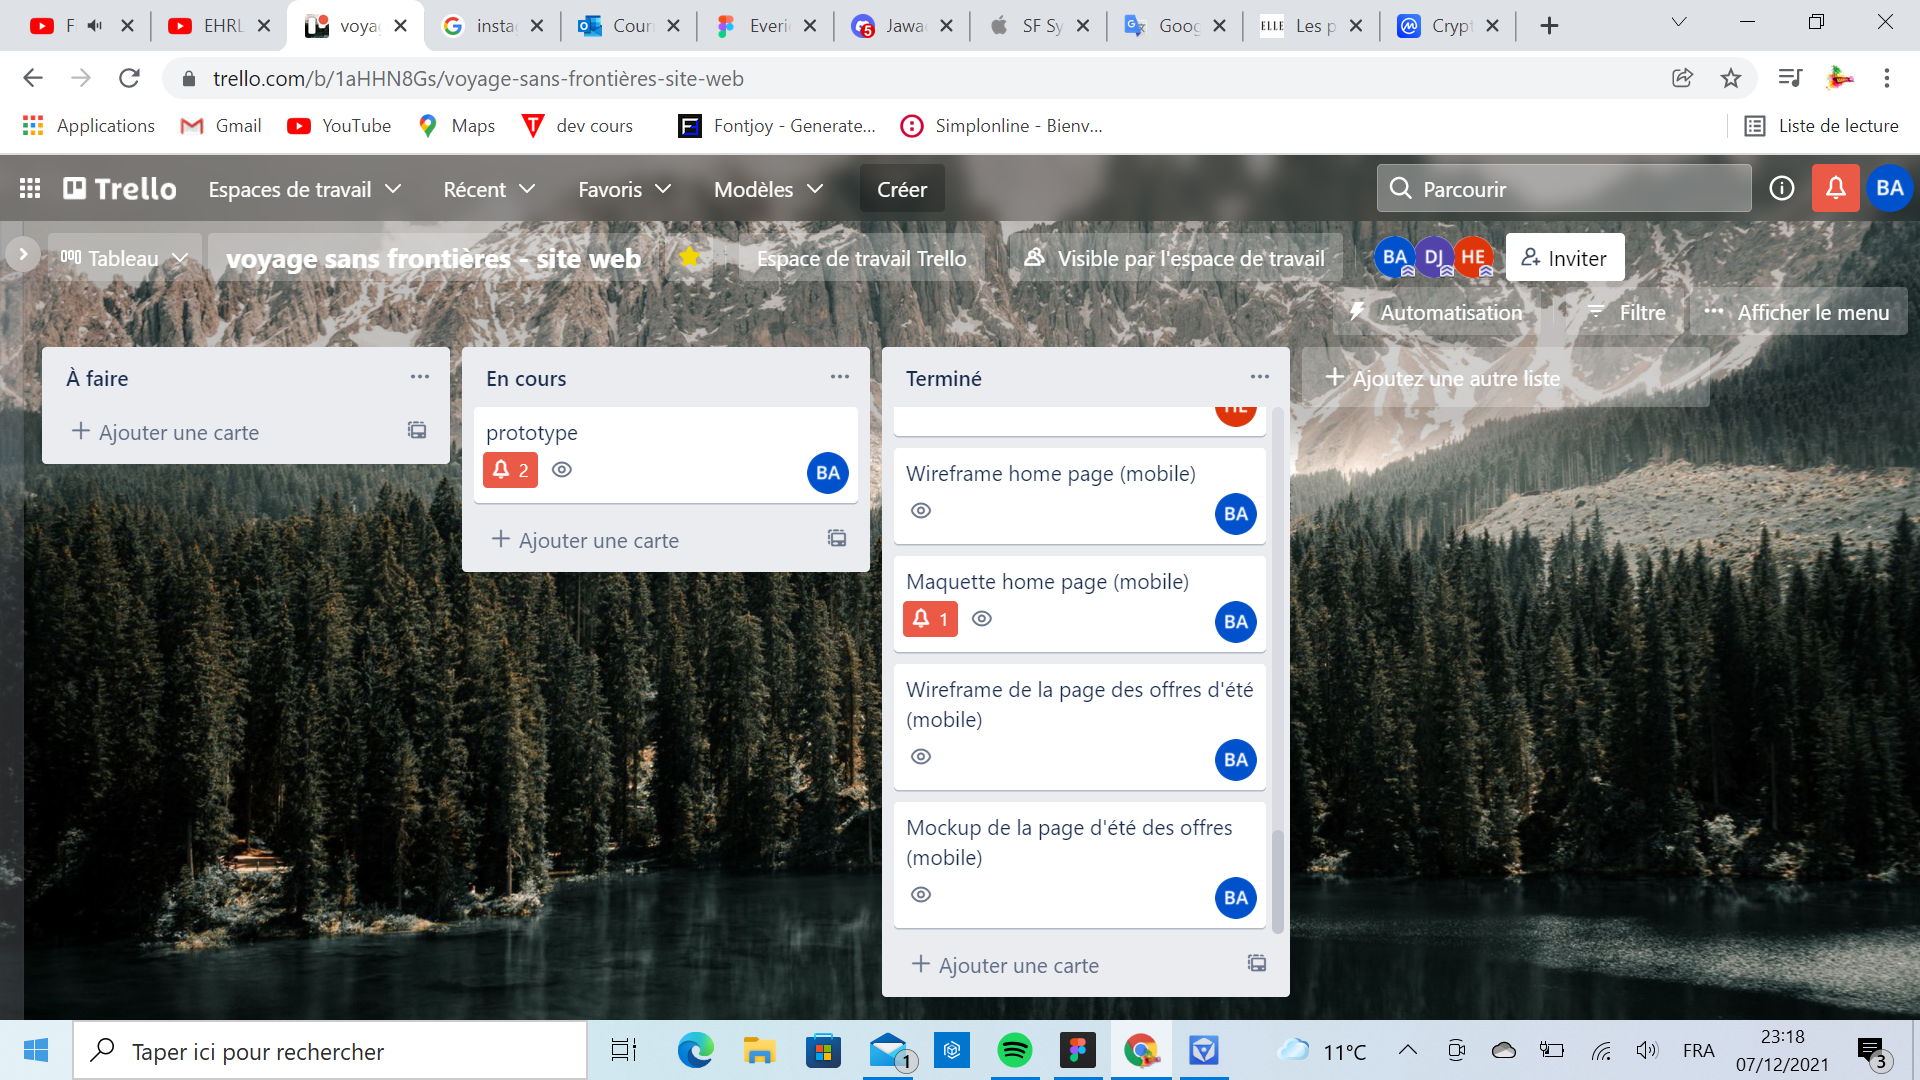 F
EHRL
voya
insta
Cour
Everi
Jawa
SF Sy
Goog
ELLE Les p
Cryp
trello.com/b/1aHHN8Gs/voyage-sans-frontières-site-web
Applications
Gmail
YouTube
Maps
dev cours
Fontjoy - Generate...
Simplonline - Bienv...
Liste de lecture
Trello
Espaces de travail
Récent
Favoris
Modèles
Créer
Parcourir
BA
Tableau
voyage sans frontières - site web
Espace de travail Trello
Visible par l'espace de travail
BA
DJ
HE
Inviter
Automatisation
Filtre
Afficher le menu
À faire
Ajouter une carte
En cours
prototype
2
BA
Ajouter une carte
Terminé
HE
Wireframe home page (mobile)
BA
Maquette home page (mobile)
1
BA
Wireframe de la page des offres d'été
(mobile)
BA
Mockup de la page d'été des offres
(mobile)
BA
Ajouter une carte
Ajoutez une autre liste
Taper ici pour rechercher
1
11°C
FRA
23:18
07/12/2021
3